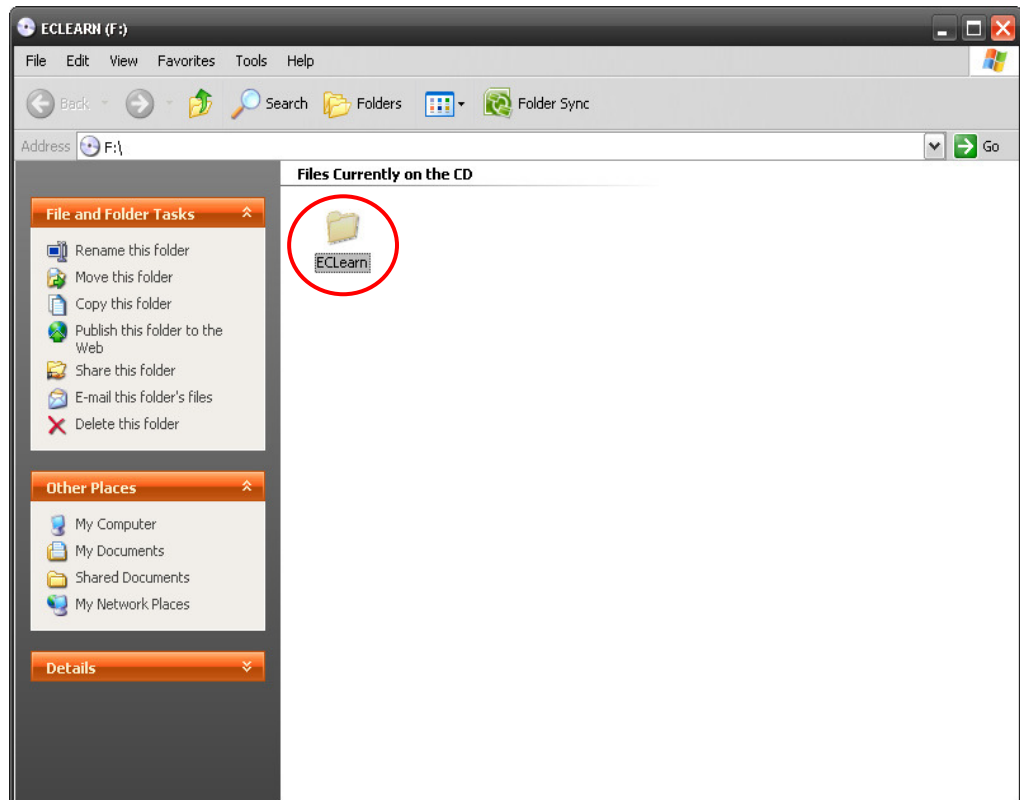 ECLEARN (F:)
File Edit View Favorites Tools Help
Back Search Folders Folder Sync
Address F:\ Go
Files Currently on the CD
File and Folder Tasks
Rename this folder
Move this folder
Copy this folder
Publish this folder to the
Web
Share this folder
E-mail this folder's files
Delete this folder
ECLearn
Other Places
My Computer
My Documents
Shared Documents
My Network Places
Details